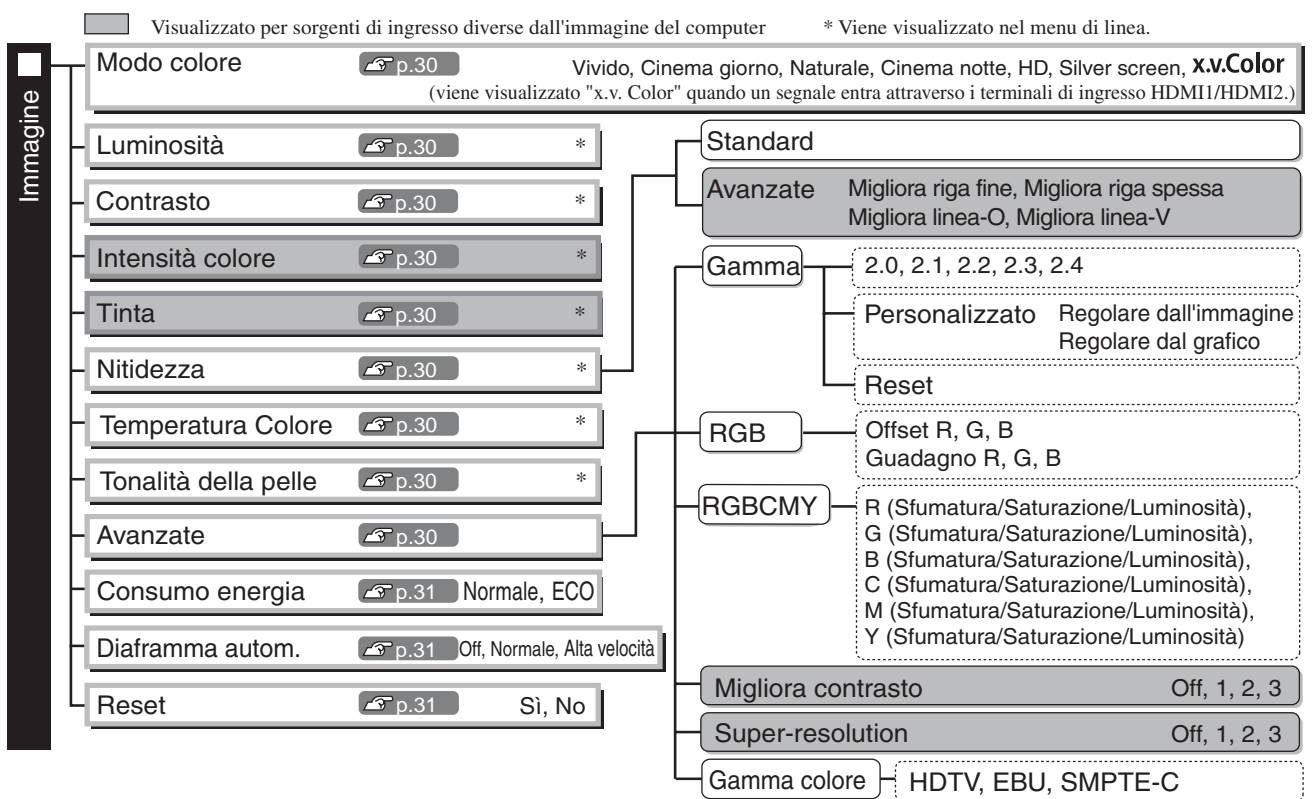 Visualizzato per sorgenti di ingresso diverse dall'immagine del computer * Viene visualizzato nel menu di linea.
Immagine
Modo colore p.30 Vivido, Cinema giorno, Naturale, Cinema notte, HD, Silver screen, x.v.Color
(viene visualizzato "x.v. Color" quando un segnale entra attraverso i terminali di ingresso HDMI1/HDMI2.)
Luminosità p.30 *
Contrasto p.30 *
Intensità colore p.30 *
Tinta p.30 *
Nitidezza p.30 *
Temperatura Colore p.30 *
Tonalità della pelle p.30 *
Avanzate p.30
Consumo energia p.31 Normale, ECO
Diaframma autom. p.31 Off, Normale, Alta velocità
Reset p.31 Sì, No
Standard
Avanzate Migliora riga fine, Migliora riga spessa
Migliora linea-O, Migliora linea-V
Gamma 2.0, 2.1, 2.2, 2.3, 2.4
Personalizzato Regolare dall'immagine
Regolare dal grafico
Reset
RGB Offset R, G, B
Guadagno R, G, B
RGBCMY R (Sfumatura/Saturazione/Luminosità),
G (Sfumatura/Saturazione/Luminosità),
B (Sfumatura/Saturazione/Luminosità),
C (Sfumatura/Saturazione/Luminosità),
M (Sfumatura/Saturazione/Luminosità),
Y (Sfumatura/Saturazione/Luminosità)
Migliora contrasto Off, 1, 2, 3
Super-resolution Off, 1, 2, 3
Gamma colore HDTV, EBU, SMPTE-C